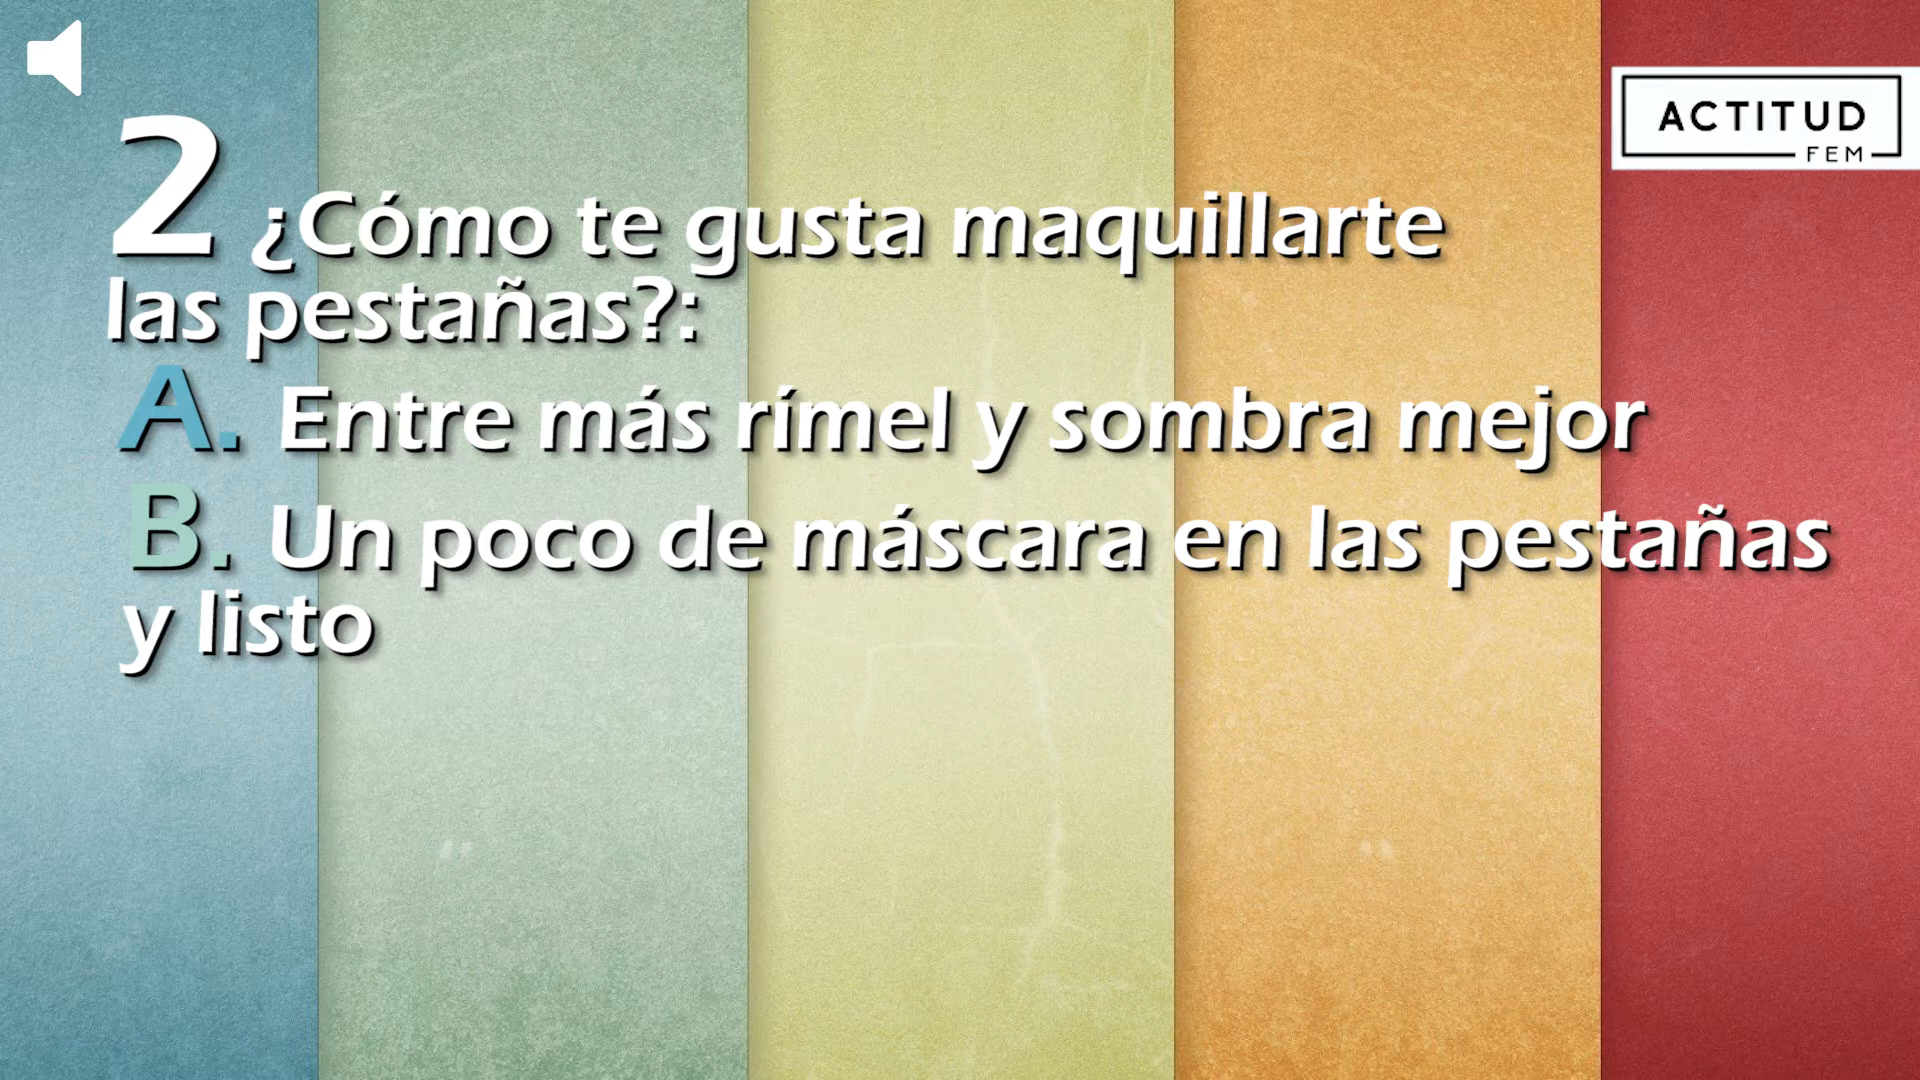 ACTITUD
FEM
2 ¿Cómo te gusta maquillarte
las pestañas?:
A. Entre más rímel y sombra mejor
B. Un poco de máscara en las pestañas
y listo